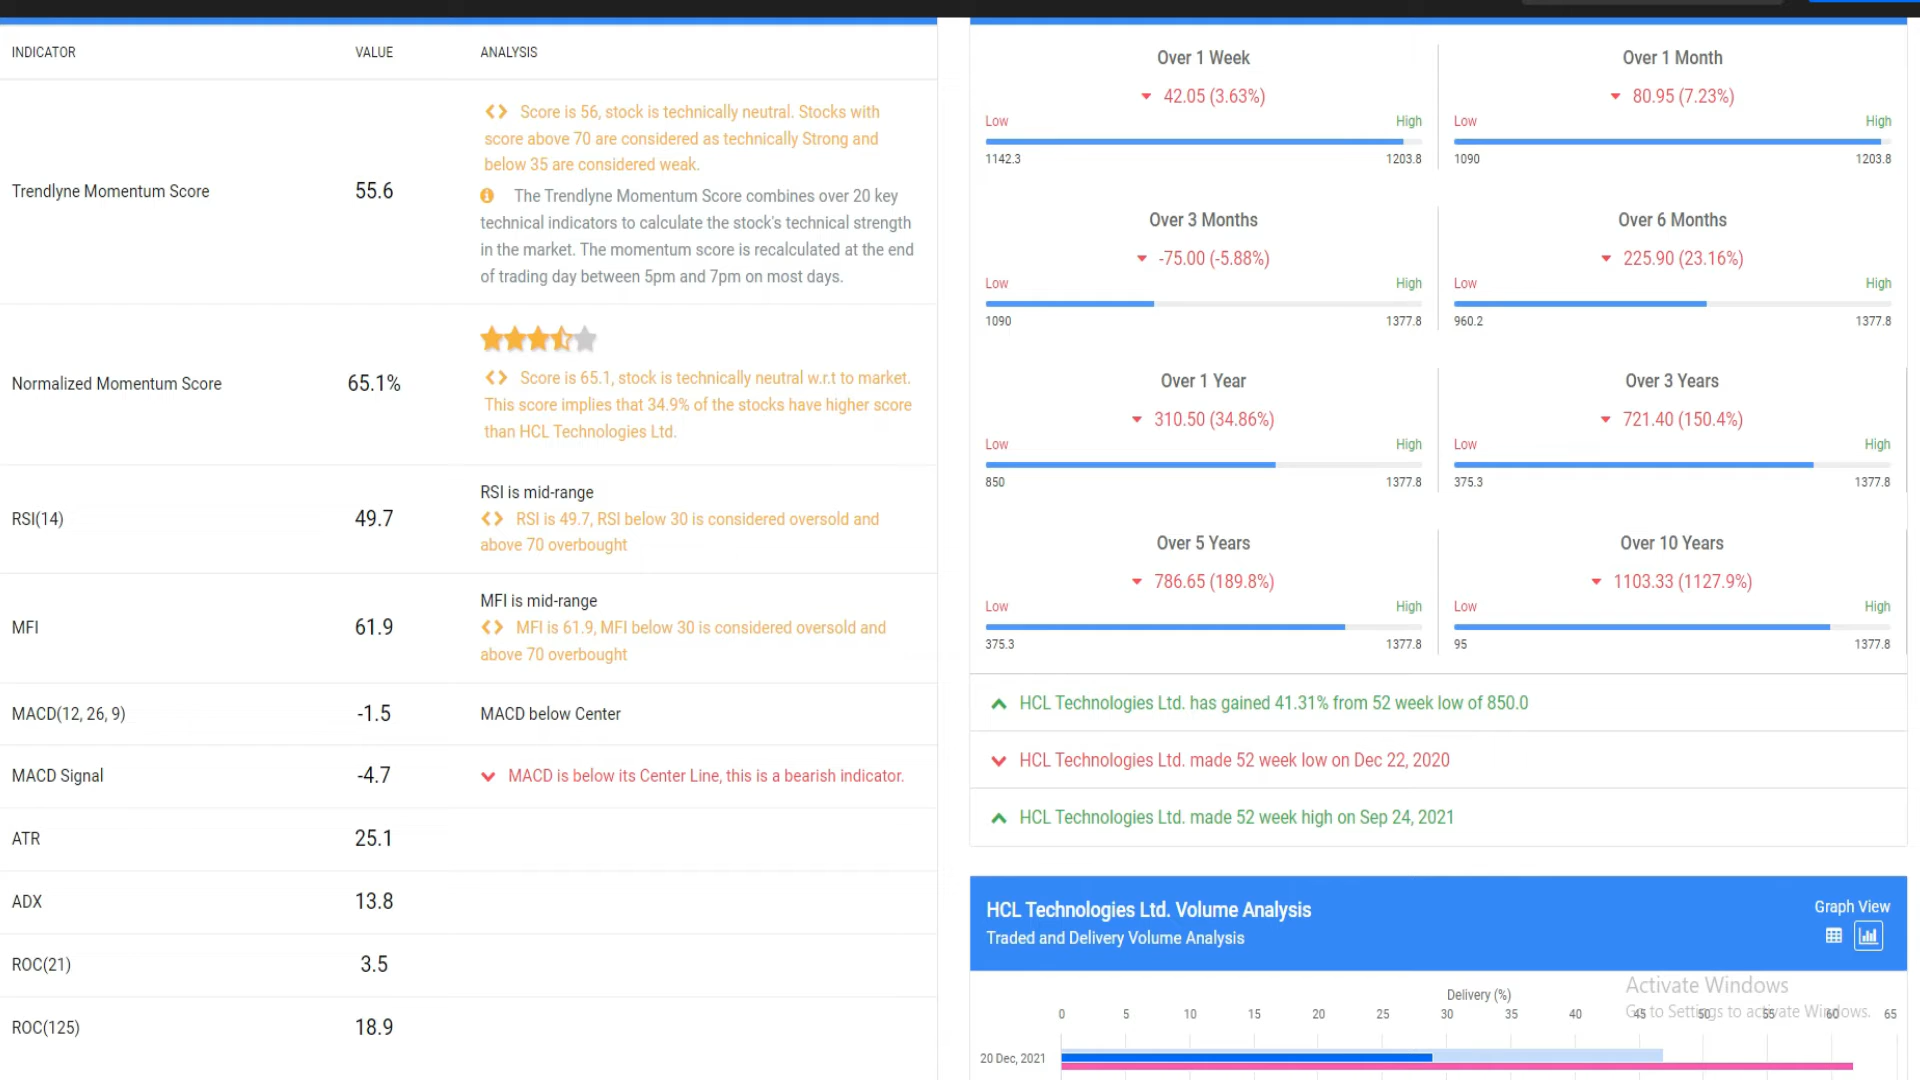 INDICATOR VALUE ANALYSIS
Trendlyne Momentum Score 55.6
Score is 56, stock is technically neutral. Stocks with
score above 70 are considered as technically Strong and
below 35 are considered weak.
The Trendlyne Momentum Score combines over 20 key
technical indicators to calculate the stock's technical strength
in the market. The momentum score is recalculated at the end
of trading day between 5pm and 7pm on most days.
Normalized Momentum Score 65.1%
Score is 65.1, stock is technically neutral w.r.t to market.
This score implies that 34.9% of the stocks have higher score
than HCL Technologies Ltd.
RSI(14) 49.7
RSI is mid-range
RSI is 49.7, RSI below 30 is considered oversold and
above 70 overbought
MFI 61.9
MFI is mid-range
MFI is 61.9, MFI below 30 is considered oversold and
above 70 overbought
MACD(12, 26, 9) -1.5 MACD below Center
MACD Signal -4.7 MACD is below its Center Line, this is a bearish indicator.
ATR 25.1
ADX 13.8
ROC(21) 3.5
ROC(125) 18.9
Over 1 Week
42.05 (3.63%)
Low High
1142.3 1203.8
Over 1 Month
80.95 (7.23%)
Low High
1090 1203.8
Over 3 Months
-75.00 (-5.88%)
Low High
1090 1377.8
Over 6 Months
225.90 (23.16%)
Low High
960.2 1377.8
Over 1 Year
310.50 (34.86%)
Low High
850 1377.8
Over 3 Years
721.40 (150.4%)
Low High
375.3 1377.8
Over 5 Years
786.65 (189.8%)
Low High
375.3 1377.8
Over 10 Years
1103.33 (1127.9%)
Low High
95 1377.8
HCL Technologies Ltd. has gained 41.31% from 52 week low of 850.0
HCL Technologies Ltd. made 52 week low on Dec 22, 2020
HCL Technologies Ltd. made 52 week high on Sep 24, 2021
HCL Technologies Ltd. Volume Analysis
Traded and Delivery Volume Analysis
Graph View
Delivery (%)
0 5 10 15 20 25 30 35 40 45 50 55 60 65
20 Dec, 2021
Activate Windows
Go to Settings to activate Windows.